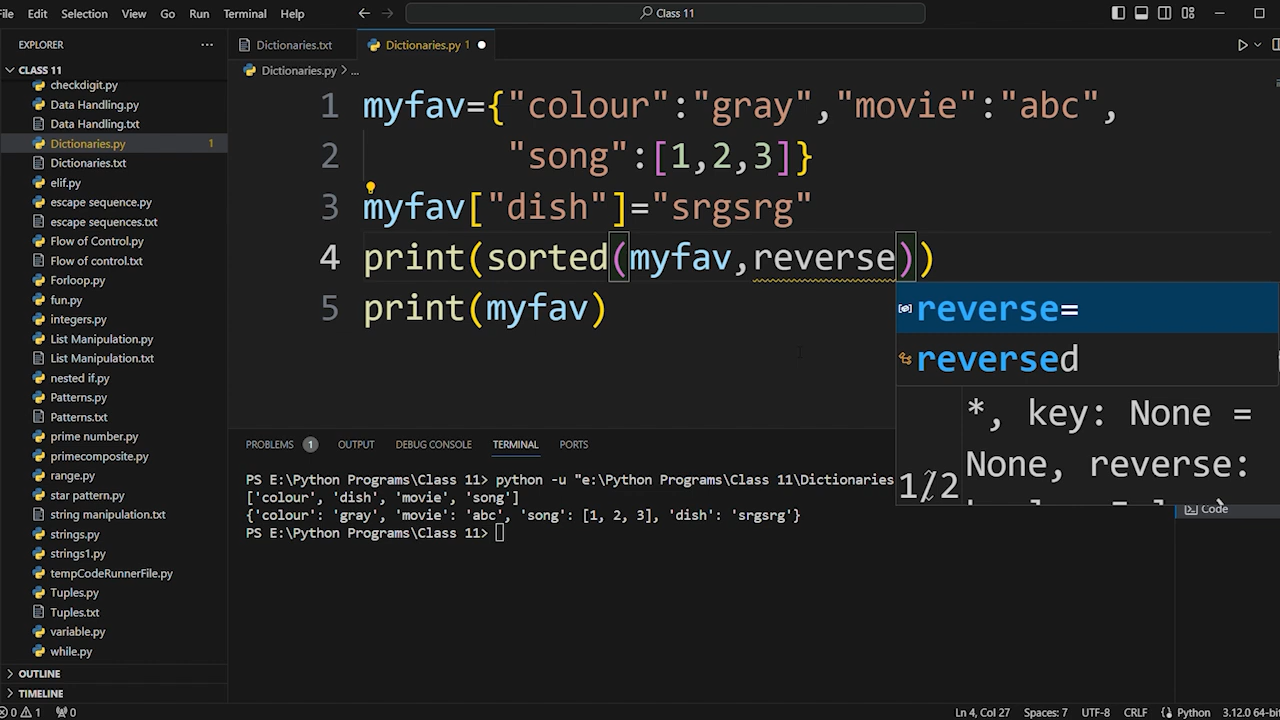 File Edit Selection View Go Run Terminal Help
Class 11
EXPLORER
CLASS 11
checkdigit.py
Data Handling.py
Data Handling.txt
Dictionaries.py 1
Dictionaries.txt
elif.py
escape sequence.py
escape sequences.txt
Flow of Control.py
Flow of control.txt
Forloop.py
fun.py
integers.py
List Manipulation.py
List Manipulation.txt
nested if.py
Patterns.py
Patterns.txt
prime number.py
primecomposite.py
range.py
star pattern.py
string manipulation.txt
strings.py
strings1.py
tempCodeRunnerFile.py
Tuples.py
Tuples.txt
variable.py
while.py
OUTLINE
TIMELINE
Dictionaries.txt Dictionaries.py 1
Dictionaries.py > ...
1 myfav={"colour":"gray","movie":"abc",
2 "song":[1,2,3]}
3 myfav["dish"]="srgsrg"
4 print(sorted(myfav,reverse))
5 print(myfav)
reverse=
reversed
*, key: None =
None, reverse:
1/2
PROBLEMS 1 OUTPUT DEBUG CONSOLE TERMINAL PORTS
PS E:\Python Programs\Class 11> python -u "e:\Python Programs\Class 11\Dictionaries
['colour', 'dish', 'movie', 'song']
{'colour': 'gray', 'movie': 'abc', 'song': [1, 2, 3], 'dish': 'srgsrg'}
PS E:\Python Programs\Class 11>
Code
0 1 0 Ln 4, Col 27 Spaces: 7 UTF-8 CRLF Python 3.12.0 64-bit